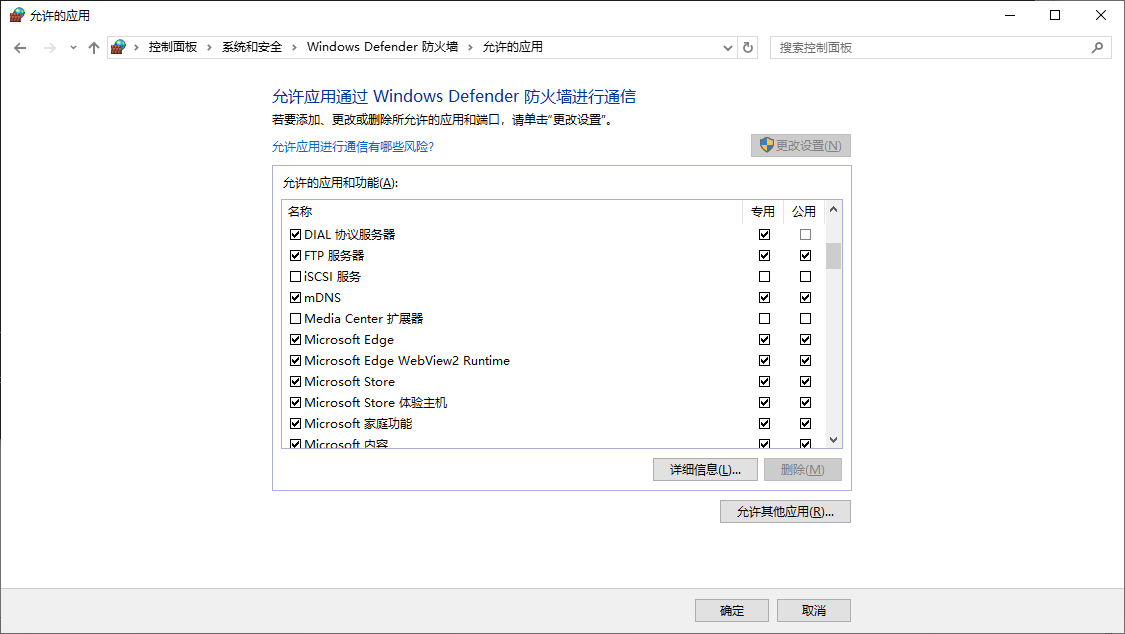 允许的应用
控制面板 › 系统和安全 › Windows Defender 防火墙 › 允许的应用
搜索控制面板
允许应用通过 Windows Defender 防火墙进行通信
若要添加、更改或删除所允许的应用和端口，请单击“更改设置”。
允许应用进行通信有哪些风险?
更改设置(N)
允许的应用和功能(A):
名称 专用 公用
DIAL 协议服务器
FTP 服务器
iSCSI 服务
mDNS
Media Center 扩展器
Microsoft Edge
Microsoft Edge WebView2 Runtime
Microsoft Store
Microsoft Store 体验主机
Microsoft 家庭功能
Microsoft 内容
详细信息(L)... 删除(M)
允许其他应用(R)...
确定 取消